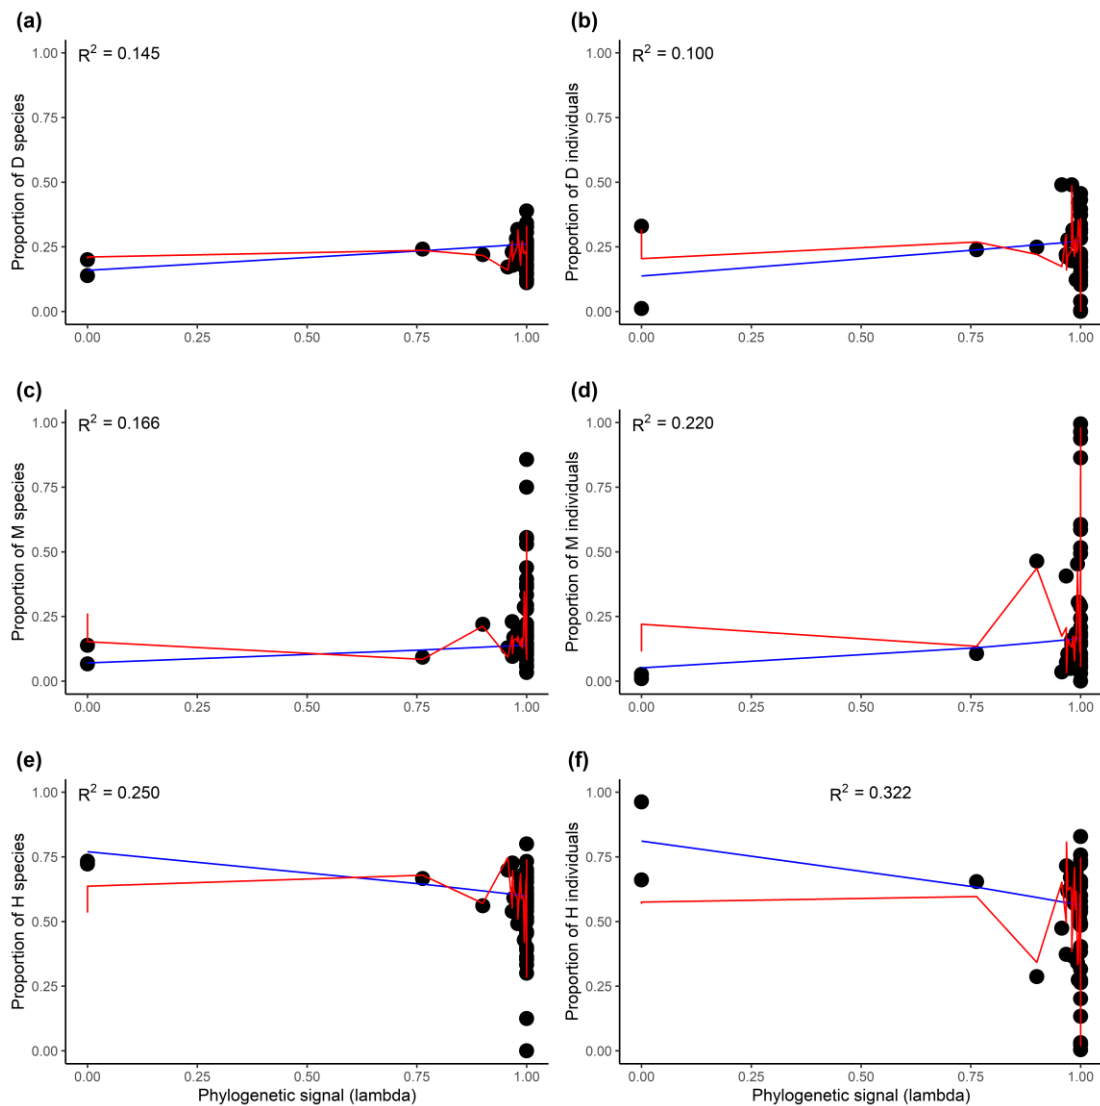 (a)
R² = 0.145
Proportion of D species
1.00
0.75
0.50
0.25
0.00
0.00 0.25 0.50 0.75 1.00
(b)
R² = 0.100
Proportion of D individuals
1.00
0.75
0.50
0.25
0.00
0.00 0.25 0.50 0.75 1.00
(c)
R² = 0.166
Proportion of M species
1.00
0.75
0.50
0.25
0.00
0.00 0.25 0.50 0.75 1.00
(d)
R² = 0.220
Proportion of M individuals
1.00
0.75
0.50
0.25
0.00
0.00 0.25 0.50 0.75 1.00
(e)
R² = 0.250
Proportion of H species
1.00
0.75
0.50
0.25
0.00
0.00 0.25 0.50 0.75 1.00
Phylogenetic signal (lambda)
(f)
R² = 0.322
Proportion of H individuals
1.00
0.75
0.50
0.25
0.00
0.00 0.25 0.50 0.75 1.00
Phylogenetic signal (lambda)